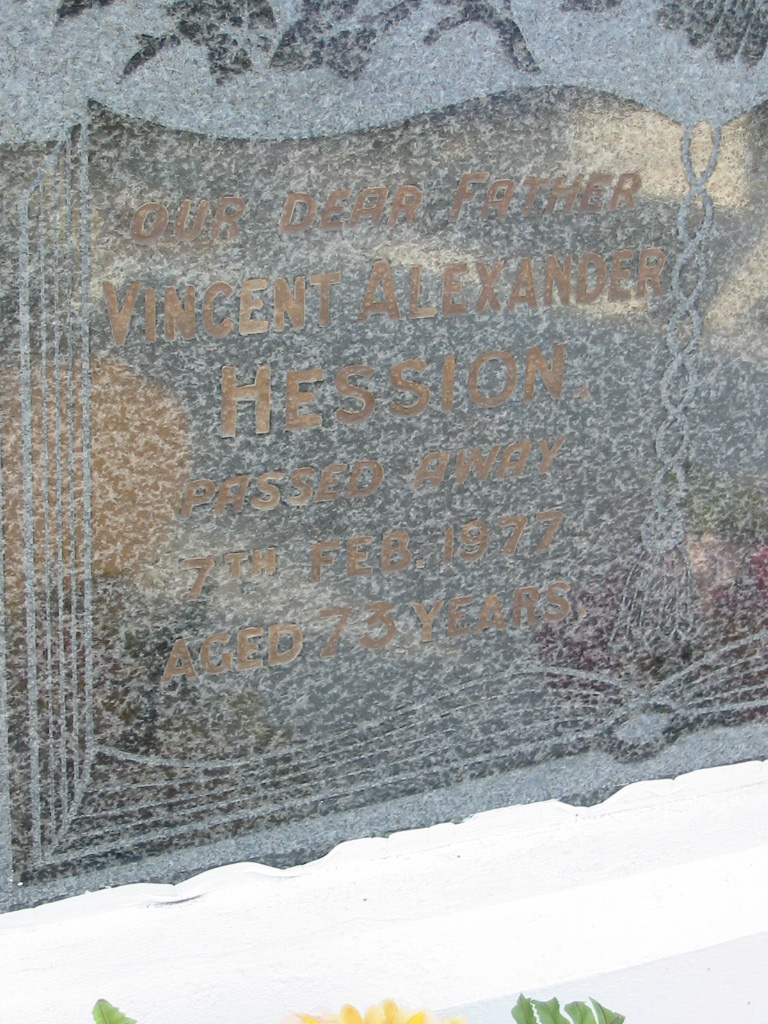 OUR DEAR FATHER
VINCENT ALEXANDER
HESSION.
PASSED AWAY
7TH FEB. 1977
AGED 73 YEARS.